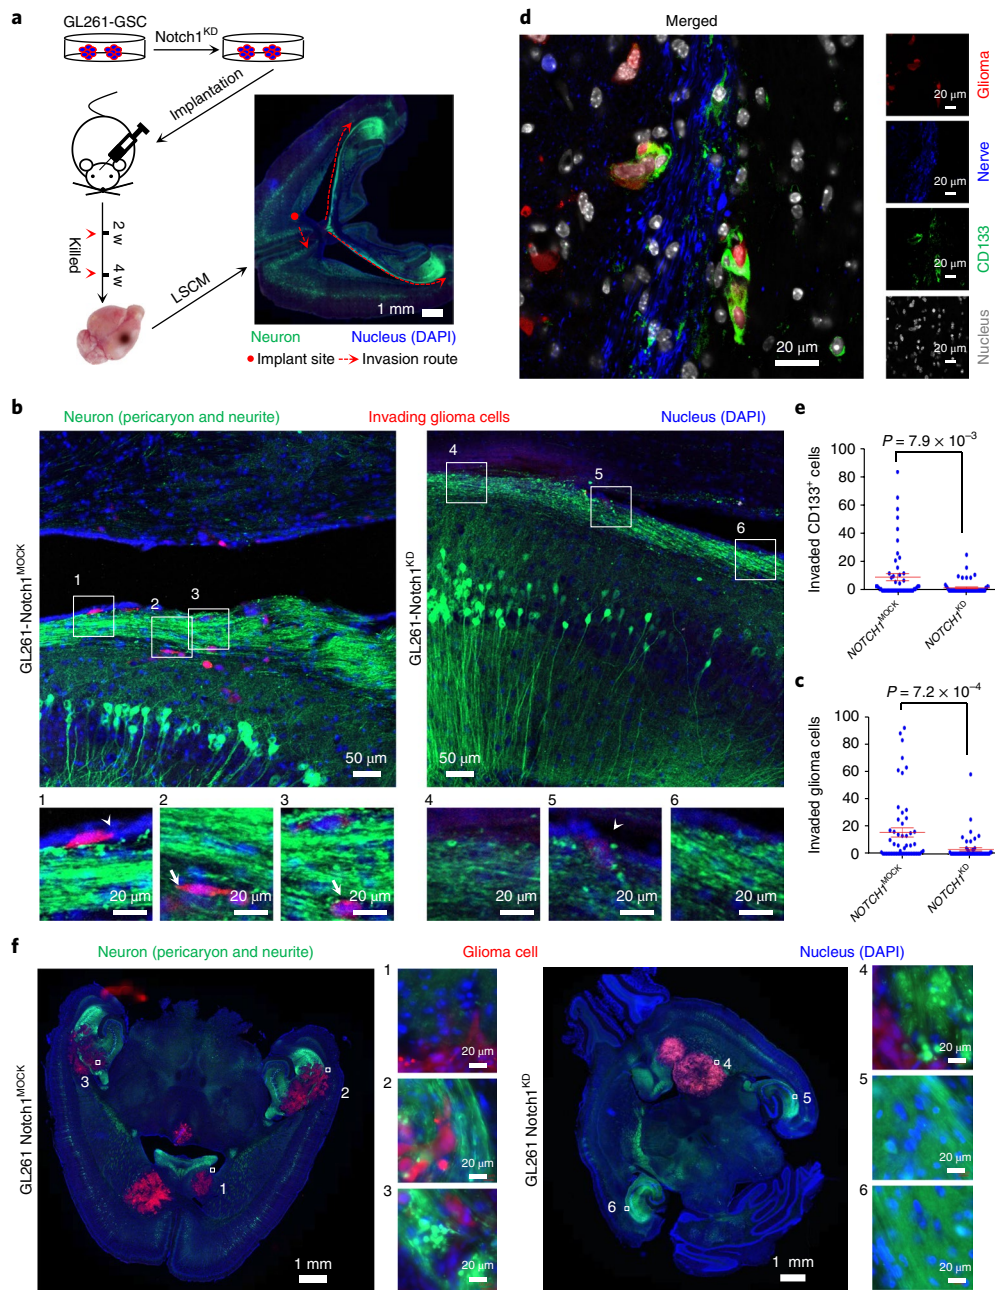 a
GL261-GSC
Notch1KD
Implantation
2 w
4 w
Killed
LSCM
1 mm
Neuron
Nucleus (DAPI)
Implant site
Invasion route
d
Merged
20 μm
20 μm
Glioma
20 μm
Nerve
20 μm
CD133
20 μm
Nucleus
b
Neuron (pericaryon and neurite)
Invading glioma cells
Nucleus (DAPI)
GL261-Notch1MOCK
1
2
3
50 μm
GL261-Notch1KD
4
5
6
50 μm
1
20 μm
2
20 μm
3
20 μm
4
20 μm
5
20 μm
6
20 μm
e
P = 7.9 × 10−3
Invaded CD133+ cells
100
80
60
40
20
0
NOTCH1MOCK
NOTCH1KD
c
P = 7.2 × 10−4
Invaded glioma cells
100
80
60
40
20
0
NOTCH1MOCK
NOTCH1KD
f
Neuron (pericaryon and neurite)
Glioma cell
Nucleus (DAPI)
GL261 Notch1MOCK
3
2
1
1 mm
1
20 μm
2
20 μm
3
20 μm
GL261 Notch1KD
4
5
6
1 mm
4
20 μm
5
20 μm
6
20 μm